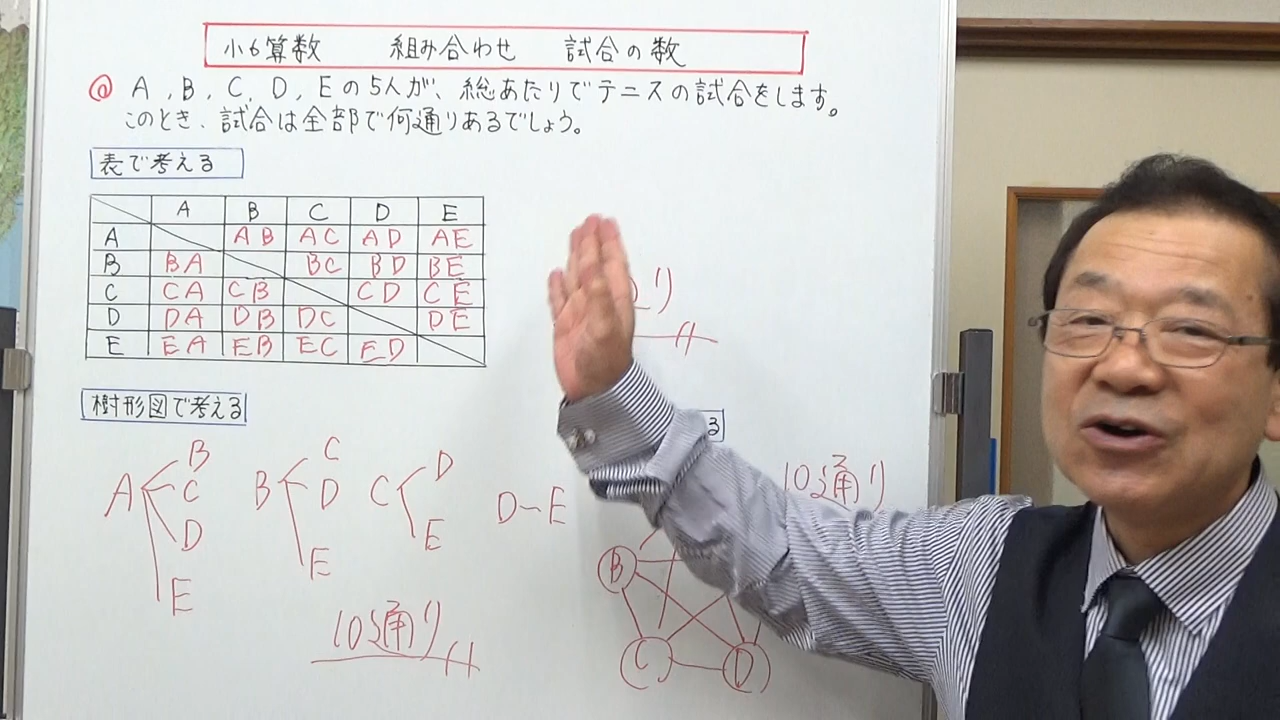 小6算数　組み合わせ　試合の数
@ A, B, C, D, Eの5人が、総あたりでテニスの試合をします。
このとき、試合は全部で何通りあるでしょう。
表で考える
A B C D E
A AB AC AD AE
B BA BC BD BE
C CA CB CD CE
D DA DB DC DE
E EA EB EC ED
り
樹形図で考える
る
A B C D E
B C D E
C D E
D E
10通り
10通り
B
C D